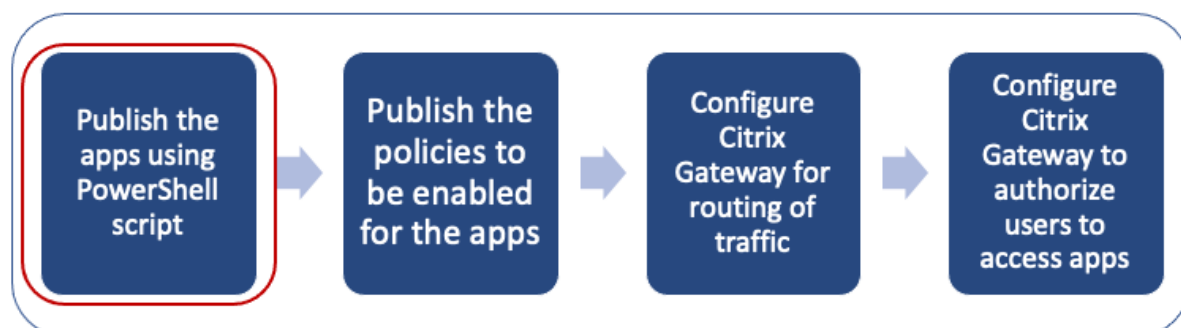 Publish the
apps using
PowerShell
script
Publish the
policies to
be enabled
for the apps
Configure
Citrix
Gateway for
routing of
traffic
Configure
Citrix
Gateway to
authorize
users to
access apps